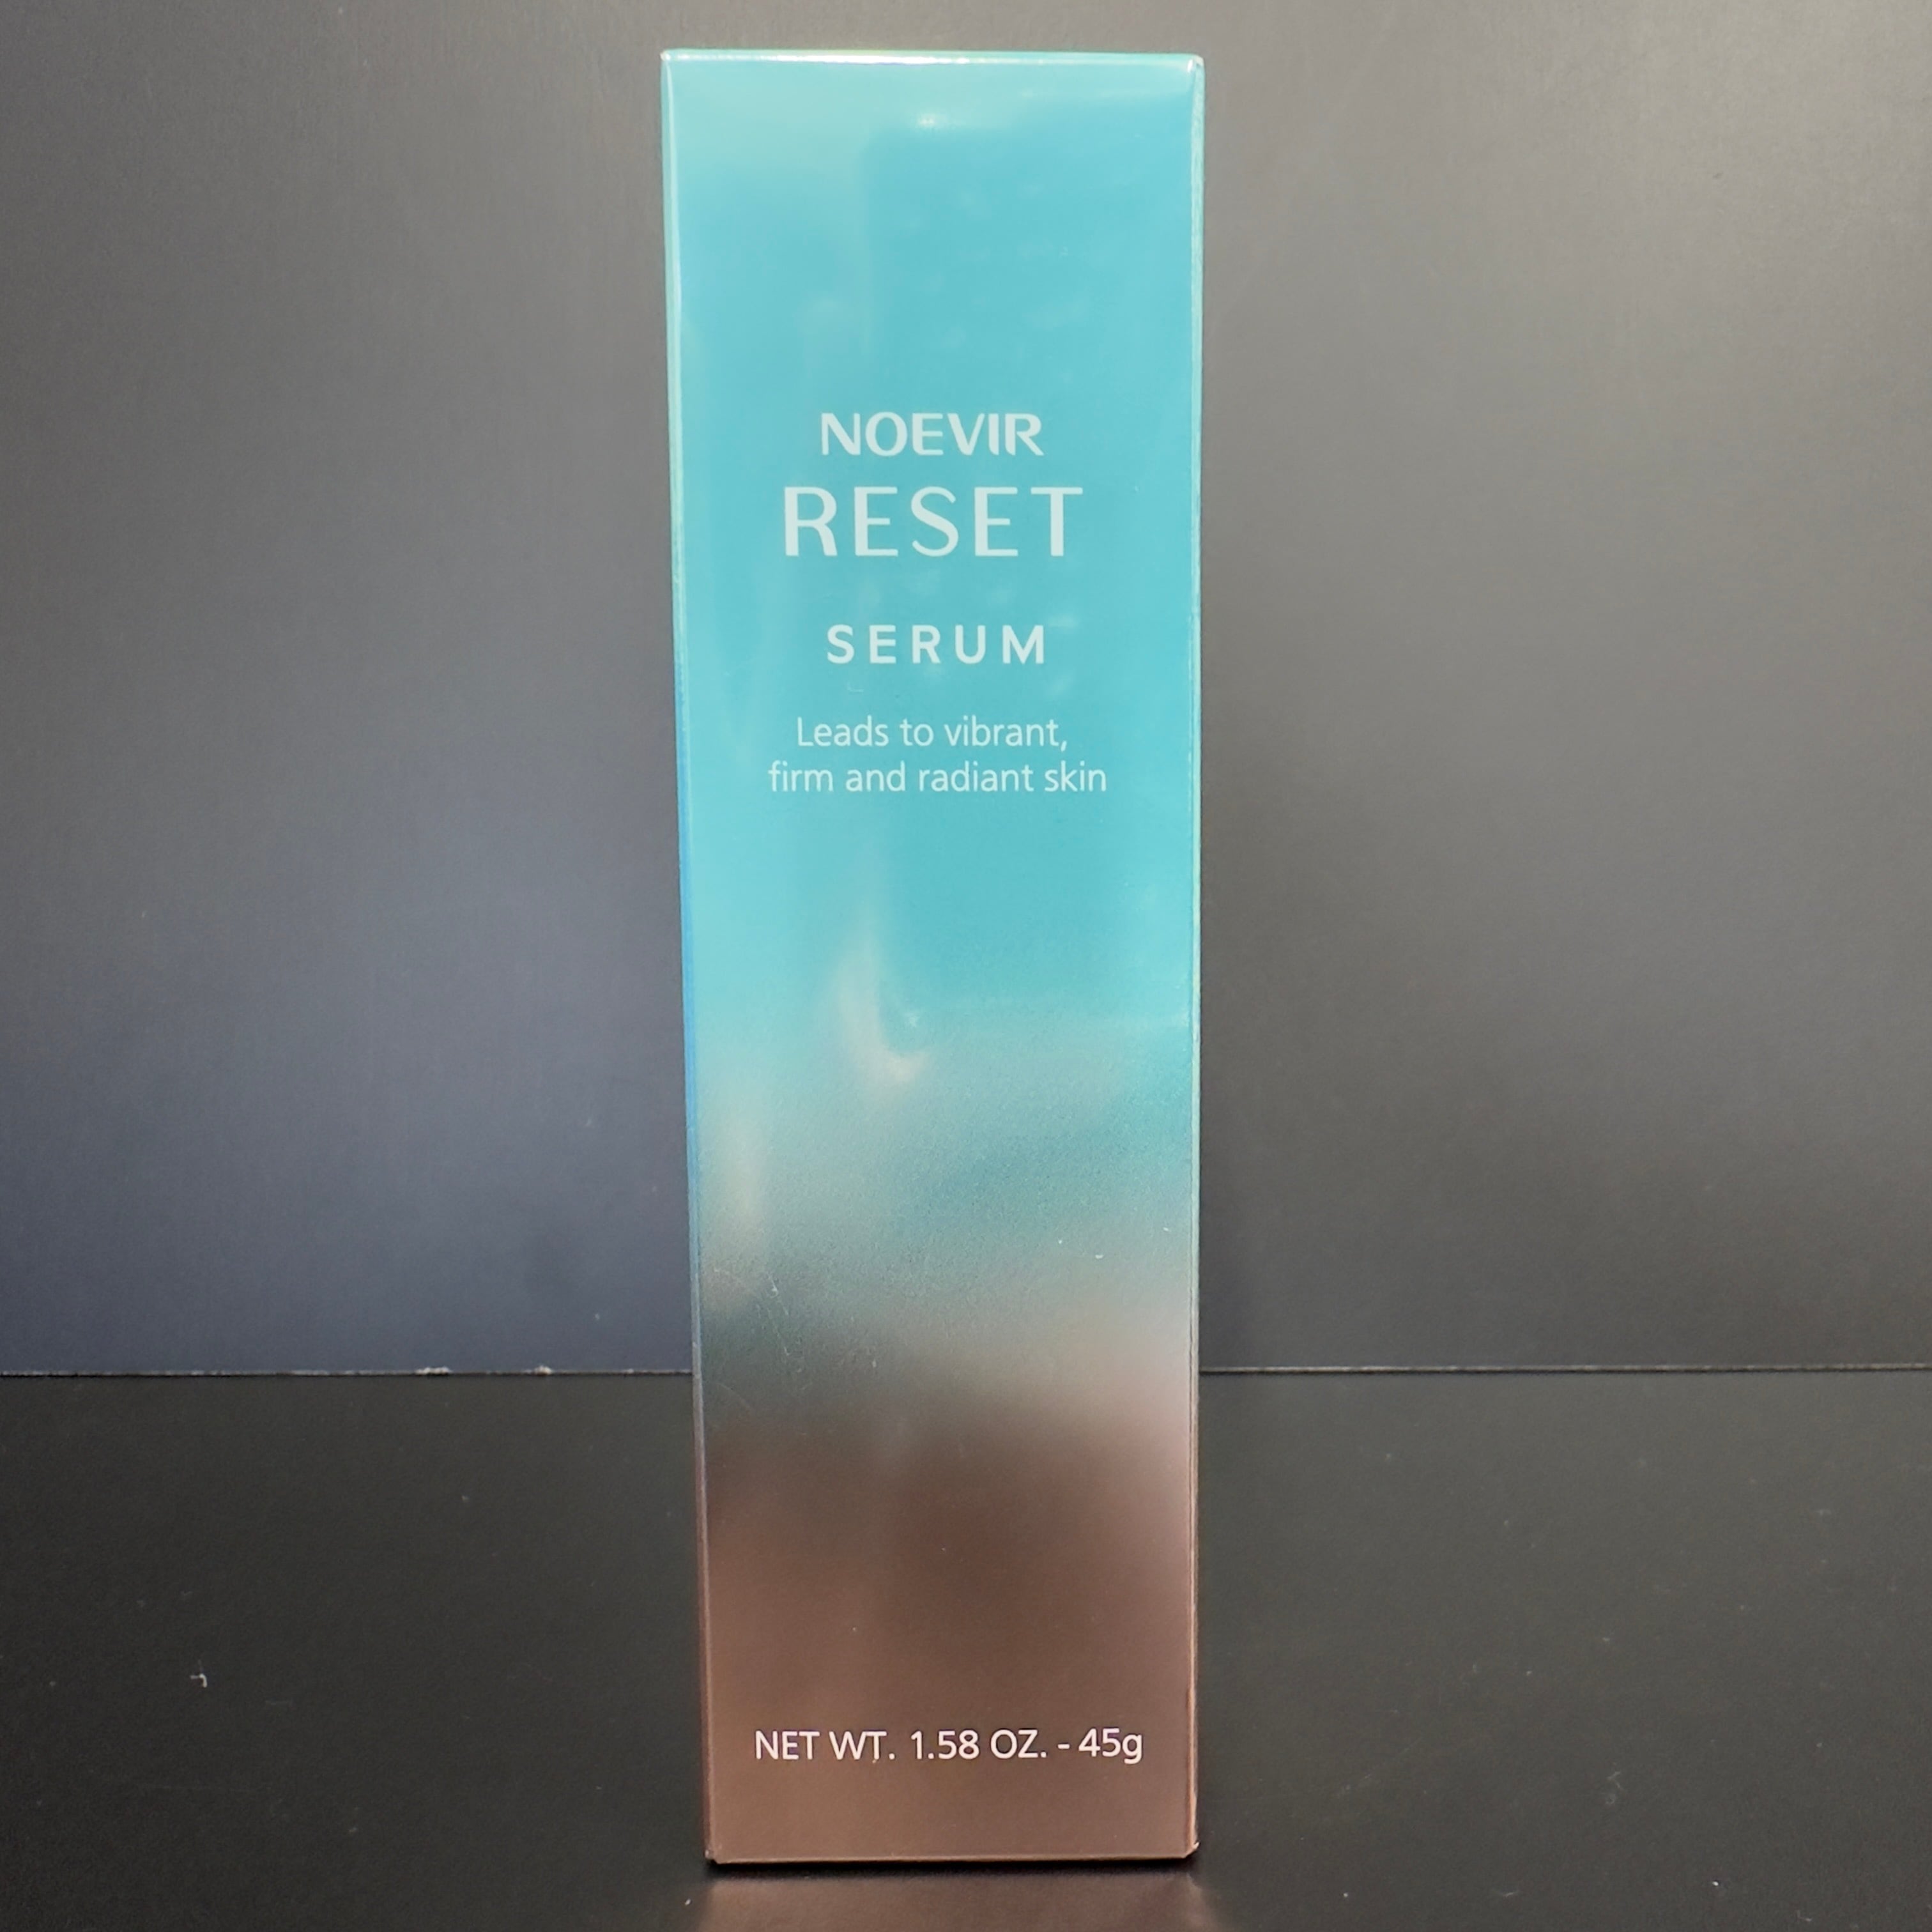 NOEVIR
RESET
SERUM
Leads to vibrant,
firm and radiant skin
NET WT. 1.58 OZ. - 45g